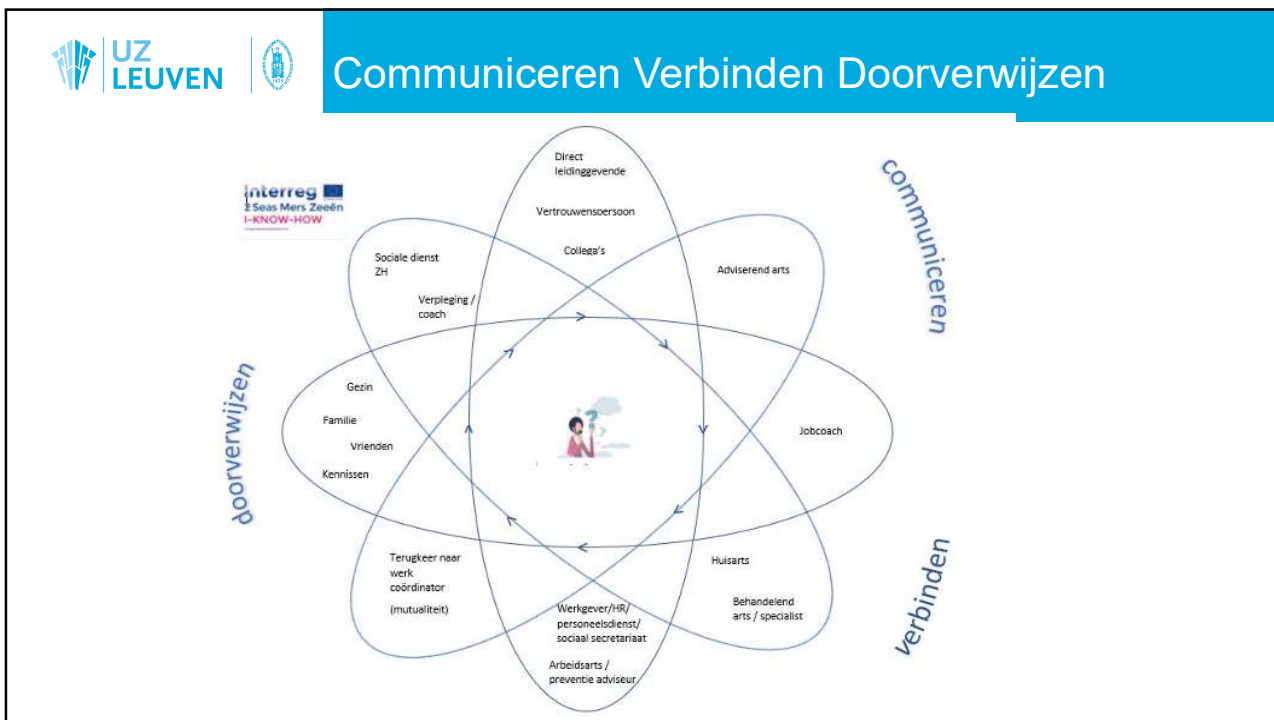 UZ
LEUVEN
Communiceren Verbinden Doorverwijzen
Interreg
2 Seas Mers Zeeën
I-KNOW-HOW
communiceren
Direct
leidinggevende
Vertrouwensoersoon
Collega's
Sociale dienst
ZH
Verpleging /
coach
Adviserend arts
doorverwijzen
Gezin
Familie
Vrienden
Kennissen
Jobcoach
Terugkeer naar
werk
coördinator
(mutualiteit)
Werkgever/HR/
personeelsdienst/
sociaal secretariaat
Arbeidsarts /
preventie adviseur
Huisarts
Behandelend
arts / specialist
verbinden